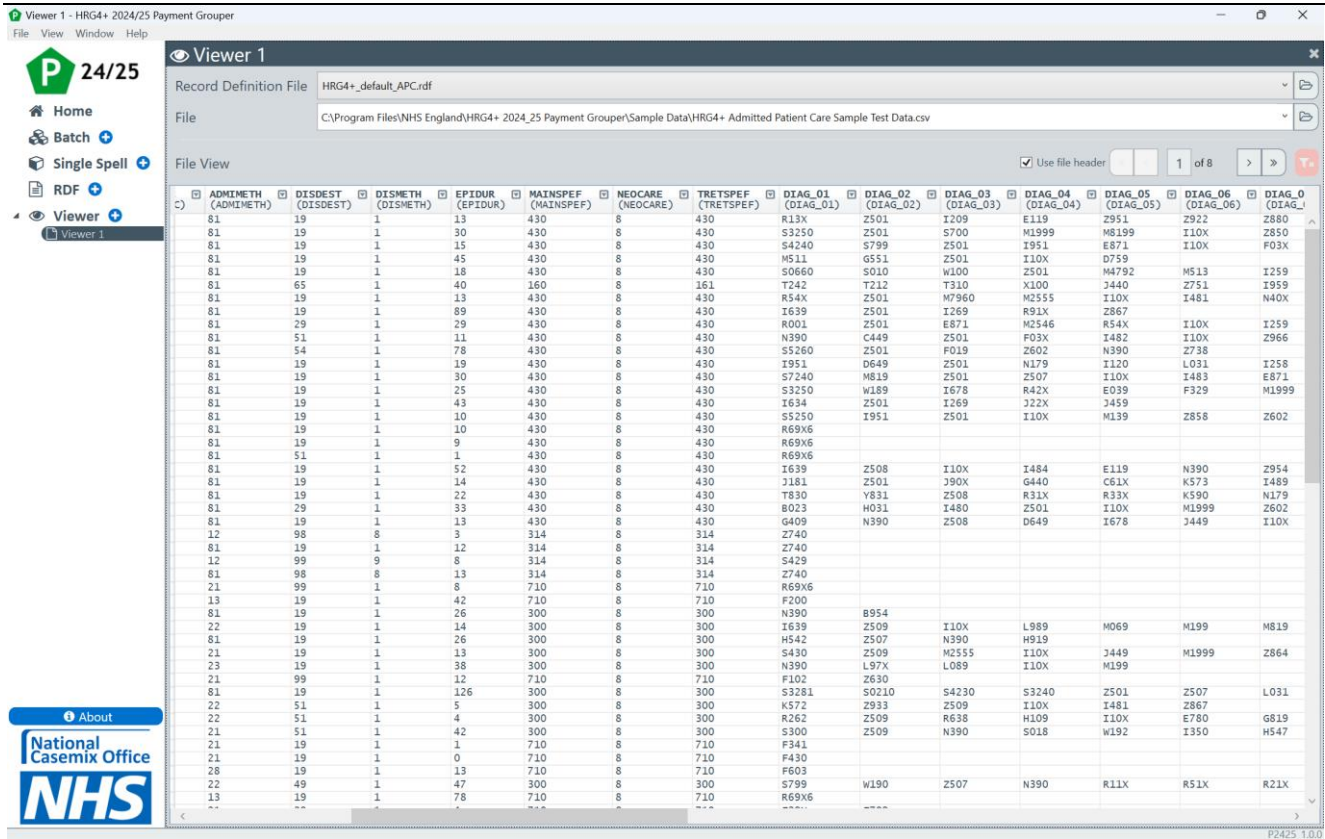 Viewer 1 - HRG4+ 2024/25 Payment Grouper
File View Window Help
P 24/25
Home
Batch
Single Spell
RDF
Viewer
Viewer 1
Viewer 1
Record Definition File HRG4+_default_APC.rdf
File C:\Program Files\NHS England\HRG4+ 2024_25 Payment Grouper\Sample Data\HRG4+ Admitted Patient Care Sample Test Data.csv
File View Use file header 1 of 8
ADMIMETH DISDEST DISMETH EPIDUR MAINSPEF NEOCARE TRETSPEF DIAG_01 DIAG_02 DIAG_03 DIAG_04 DIAG_05 DIAG_06 DIAG_0
C) (ADMIMETH) (DISDEST) (DISMETH) (EPIDUR) (MAINSPEF) (NEOCARE) (TRETSPEF) (DIAG_01) (DIAG_02) (DIAG_03) (DIAG_04) (DIAG_05) (DIAG_06) (DIAG_
81 19 1 13 430 8 430 R13X Z501 I209 E119 Z951 Z922 Z880
81 19 1 30 430 8 430 S3250 Z501 S700 M1999 M8199 I10X Z850
81 19 1 15 430 8 430 S4240 S799 Z501 I951 E871 I10X F03X
81 19 1 45 430 8 430 M511 G551 Z501 I10X D759
81 19 1 18 430 8 430 S0660 S010 W100 Z501 M4792 M513 I259
81 65 1 40 160 8 161 T242 T212 T310 X100 J440 Z751 I959
81 19 1 13 430 8 430 R54X Z501 M7960 M2555 I10X I481 N40X
81 19 1 89 430 8 430 I639 Z501 I269 R91X Z867
81 29 1 29 430 8 430 R001 Z501 E871 M2546 R54X I10X I259
81 51 1 11 430 8 430 N390 C449 Z501 F03X I482 I10X Z966
81 54 1 78 430 8 430 S5260 Z501 F019 Z602 N390 Z738
81 19 1 19 430 8 430 I951 D649 Z501 N179 I120 L031 I258
81 19 1 30 430 8 430 S7240 M819 Z501 Z507 I10X I483 E871
81 19 1 25 430 8 430 S3250 W189 I678 R42X E039 F329 M1999
81 19 1 43 430 8 430 I634 Z501 I269 J22X J459
81 19 1 10 430 8 430 S5250 I951 Z501 I10X M139 Z858 Z602
81 19 1 10 430 8 430 R69X6
81 19 1 9 430 8 430 R69X6
81 51 1 1 430 8 430 R69X6
81 19 1 52 430 8 430 I639 Z508 I10X I484 E119 N390 Z954
81 19 1 14 430 8 430 J181 Z501 J90X G440 C61X K573 I489
81 19 1 22 430 8 430 T830 Y831 Z508 R31X R33X K590 N179
81 29 1 33 430 8 430 B023 H031 I480 Z501 I10X M1999 Z602
81 19 1 13 430 8 430 G409 N390 Z508 D649 I678 J449 I10X
12 98 8 3 314 8 314 Z740
81 19 1 12 314 8 314 Z740
12 99 9 8 314 8 314 S429
81 98 8 13 314 8 314 Z740
21 99 1 8 710 8 710 R69X6
13 19 1 42 710 8 710 F200
81 19 1 26 300 8 300 N390 B954
22 19 1 14 300 8 300 I639 Z509 I10X L989 M069 M199 M819
81 19 1 26 300 8 300 H542 Z507 N390 H919
21 19 1 13 300 8 300 S430 Z509 M2555 I10X J449 M1999 Z864
23 19 1 38 300 8 300 N390 L97X L089 I10X M199
21 99 1 12 710 8 710 F102 Z630
81 19 1 126 300 8 300 S3281 S0210 S4230 S3240 Z501 Z507 L031
22 51 1 5 300 8 300 K572 Z933 Z509 I10X I481 Z867
22 51 1 4 300 8 300 R262 Z509 R638 H109 I10X E780 G819
21 51 1 42 300 8 300 S300 Z509 N390 S018 W192 I350 H547
21 19 1 1 710 8 710 F341
21 19 1 0 710 8 710 F430
28 19 1 13 710 8 710 F603
22 49 1 47 300 8 300 S799 W190 Z507 N390 R11X R51X R21X
13 19 1 78 710 8 710 R69X6
About
National
Casemix Office
NHS
P2425 1.0.0